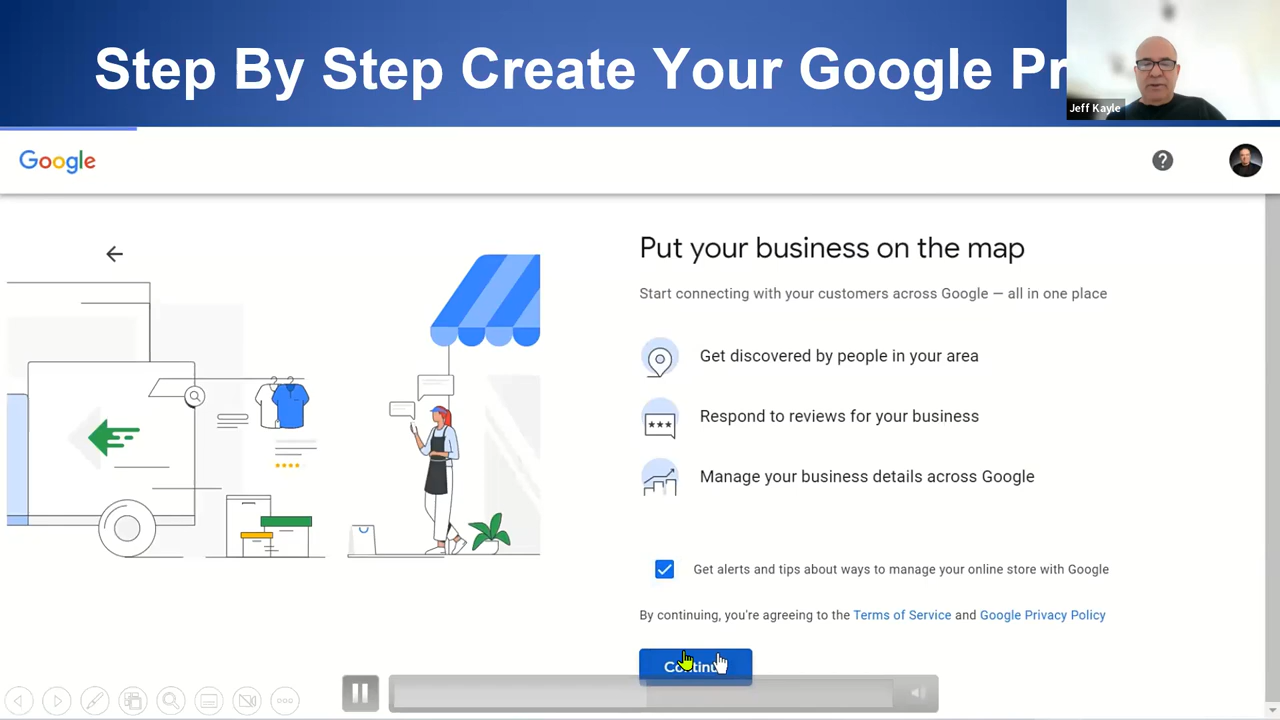 Step By Step Create Your Google Pr
Jeff Kayle
Google
Put your business on the map
Start connecting with your customers across Google — all in one place
Get discovered by people in your area
Respond to reviews for your business
Manage your business details across Google
Get alerts and tips about ways to manage your online store with Google
By continuing, you're agreeing to the Terms of Service and Google Privacy Policy
Continue